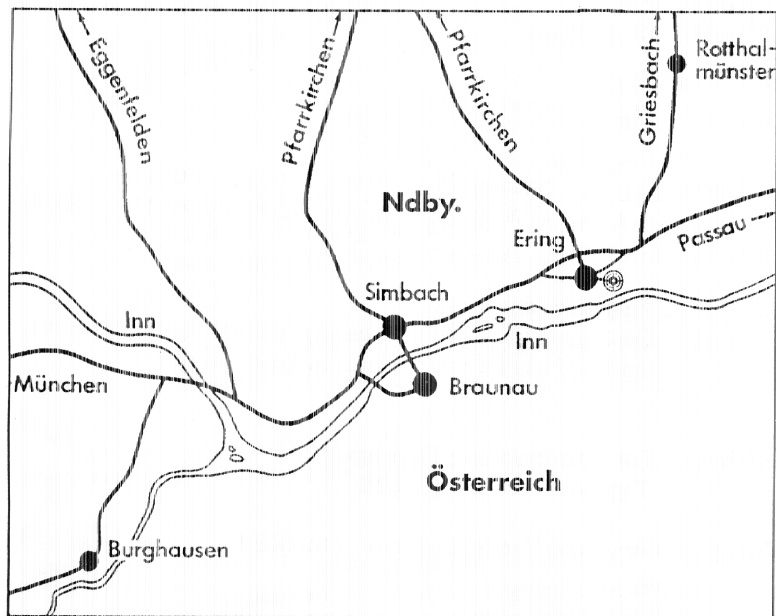 Eggenfelden
Pfarrkirchen
Pfarrkirchen
Griesbach
Rotthal-
münster
Ndby.
Ering
Passau
Simbach
Inn
Inn
München
Braunau
Österreich
Burghausen